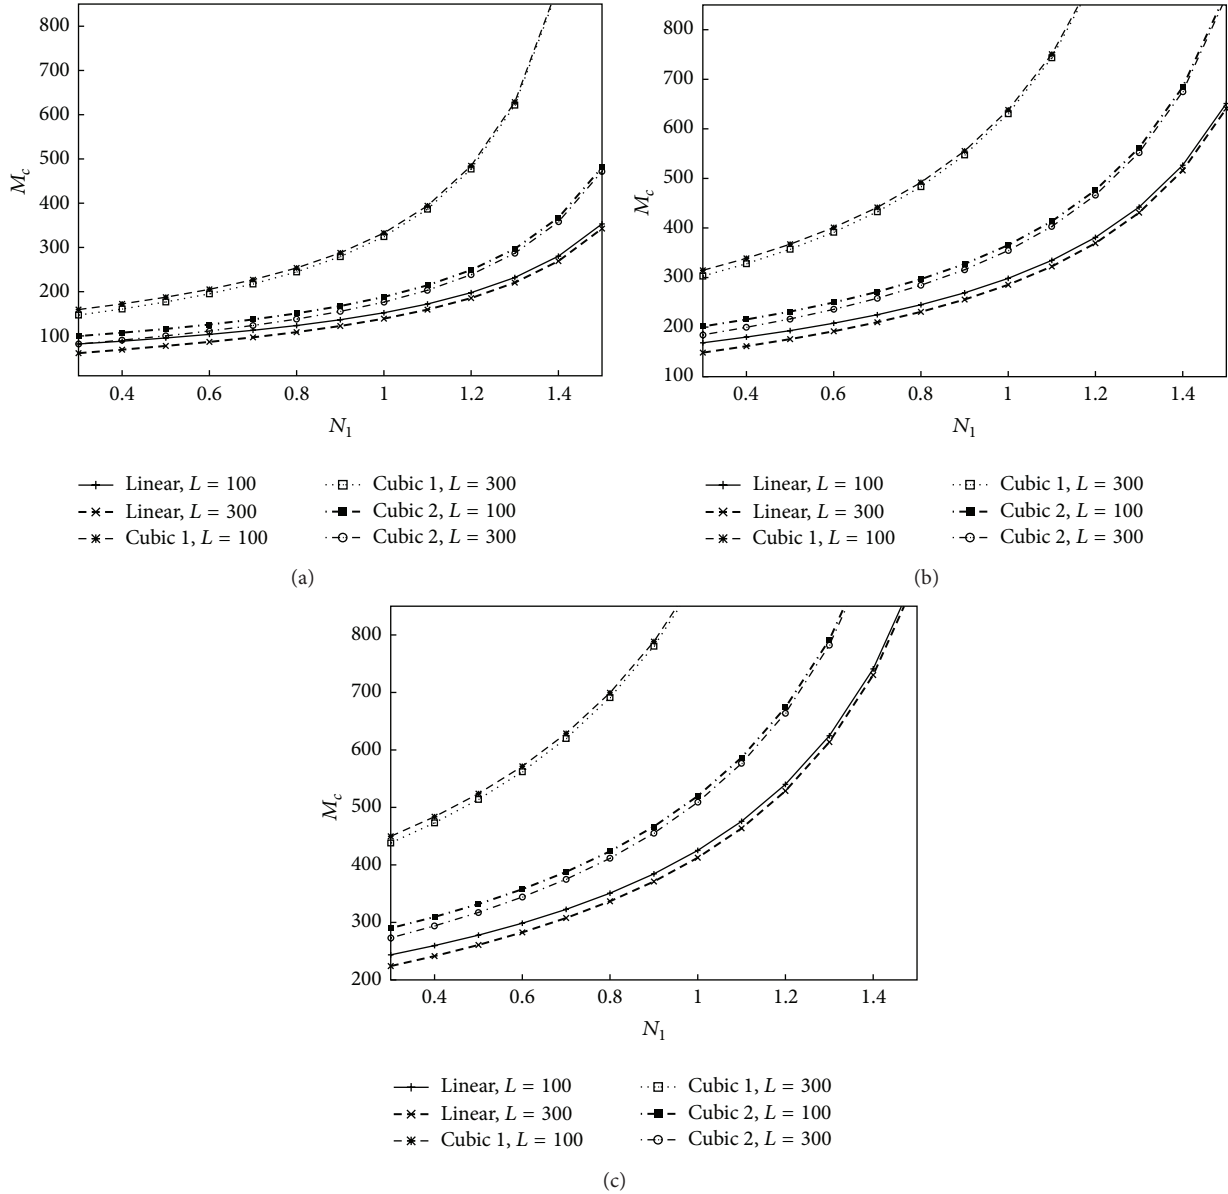 800
700
600
500
400
300
200
100
M_c
0.4 0.6 0.8 1 1.2 1.4
N_1
Linear, L = 100
Linear, L = 300
Cubic 1, L = 100
Cubic 1, L = 300
Cubic 2, L = 100
Cubic 2, L = 300
(a)
800
700
600
500
400
300
200
100
M_c
0.4 0.6 0.8 1 1.2 1.4
N_1
Linear, L = 100
Linear, L = 300
Cubic 1, L = 100
Cubic 1, L = 300
Cubic 2, L = 100
Cubic 2, L = 300
(b)
800
700
600
500
400
300
200
M_c
0.4 0.6 0.8 1 1.2 1.4
N_1
Linear, L = 100
Linear, L = 300
Cubic 1, L = 100
Cubic 1, L = 300
Cubic 2, L = 100
Cubic 2, L = 300
(c)